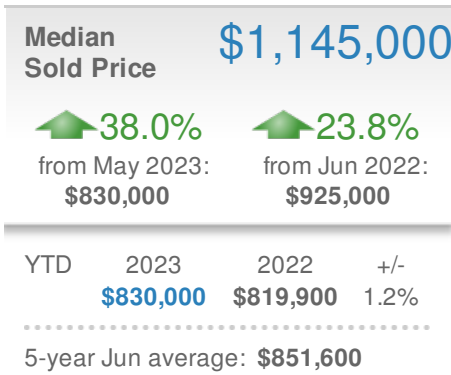 Median $1,145,000
Sold Price
38.0% 23.8%
from May 2023: from Jun 2022:
$830,000 $925,000
YTD 2023 2022 +/-
$830,000 $819,900 1.2%
5-year Jun average: $851,600